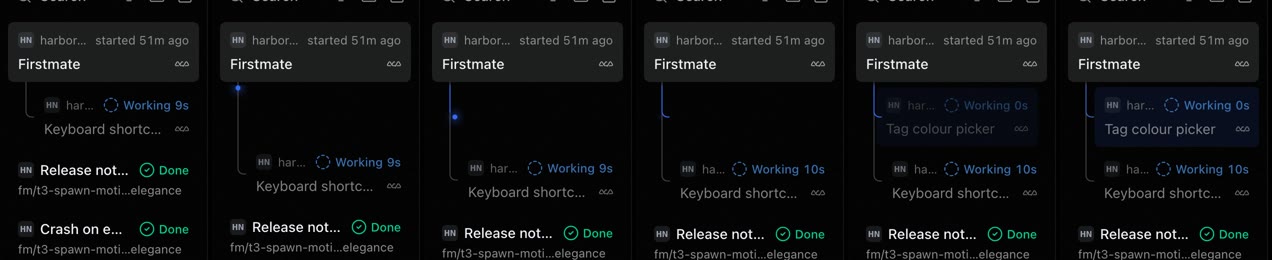 HN harbor... started 51m ago
Firstmate
HN har... Working 9s
Keyboard shortc...
HN Release not... Done
fm/t3-spawn-moti...elegance
HN Crash on e... Done
fm/t3-spawn-moti...elegance
HN harbor... started 51m ago
Firstmate
HN har... Working 9s
Keyboard shortc...
HN Release not... Done
fm/t3-spawn-moti...elegance
HN harbor... started 51m ago
Firstmate
HN har... Working 9s
Keyboard shortc...
HN Release not... Done
fm/t3-spawn-moti...elegance
HN harbor... started 51m ago
Firstmate
HN ha... Working 10s
Keyboard shortc...
HN Release not... Done
fm/t3-spawn-moti...elegance
HN harbor... started 51m ago
Firstmate
HN har... Working 0s
Tag colour picker
HN ha... Working 10s
Keyboard shortc...
HN Release not... Done
fm/t3-spawn-moti...elegance
HN harbor... started 51m ago
Firstmate
HN har... Working 0s
Tag colour picker
HN ha... Working 10s
Keyboard shortc...
HN Release not... Done
fm/t3-spawn-moti...elegance